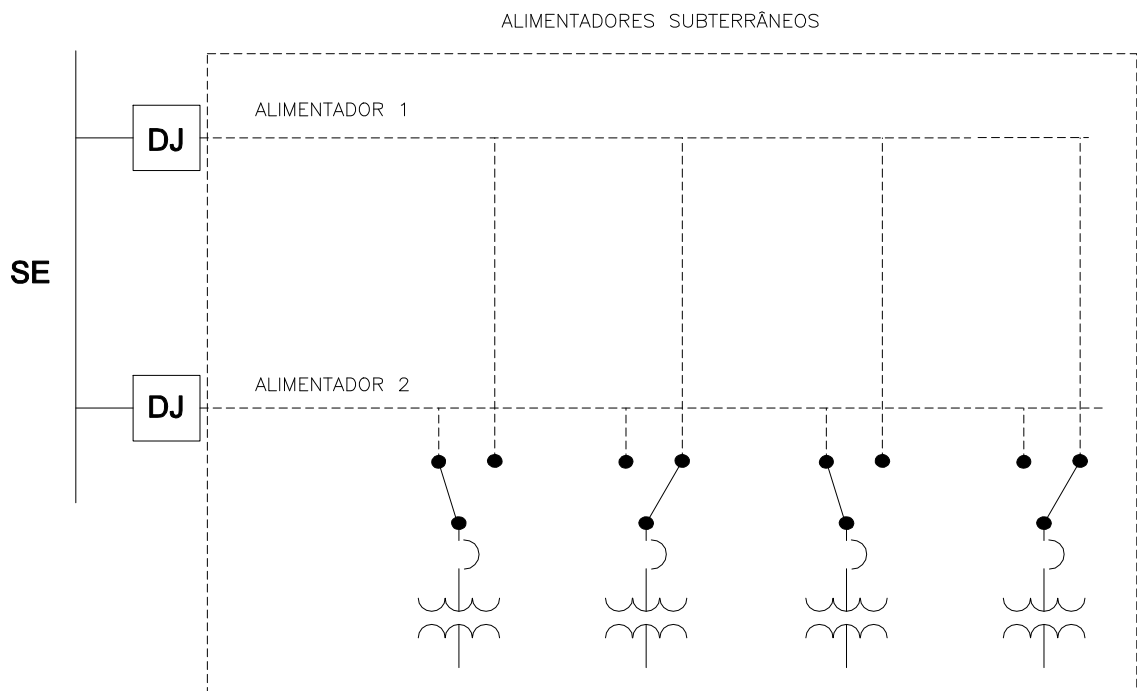 ALIMENTADORES SUBTERRÂNEOS
ALIMENTADOR 1
DJ
SE
ALIMENTADOR 2
DJ